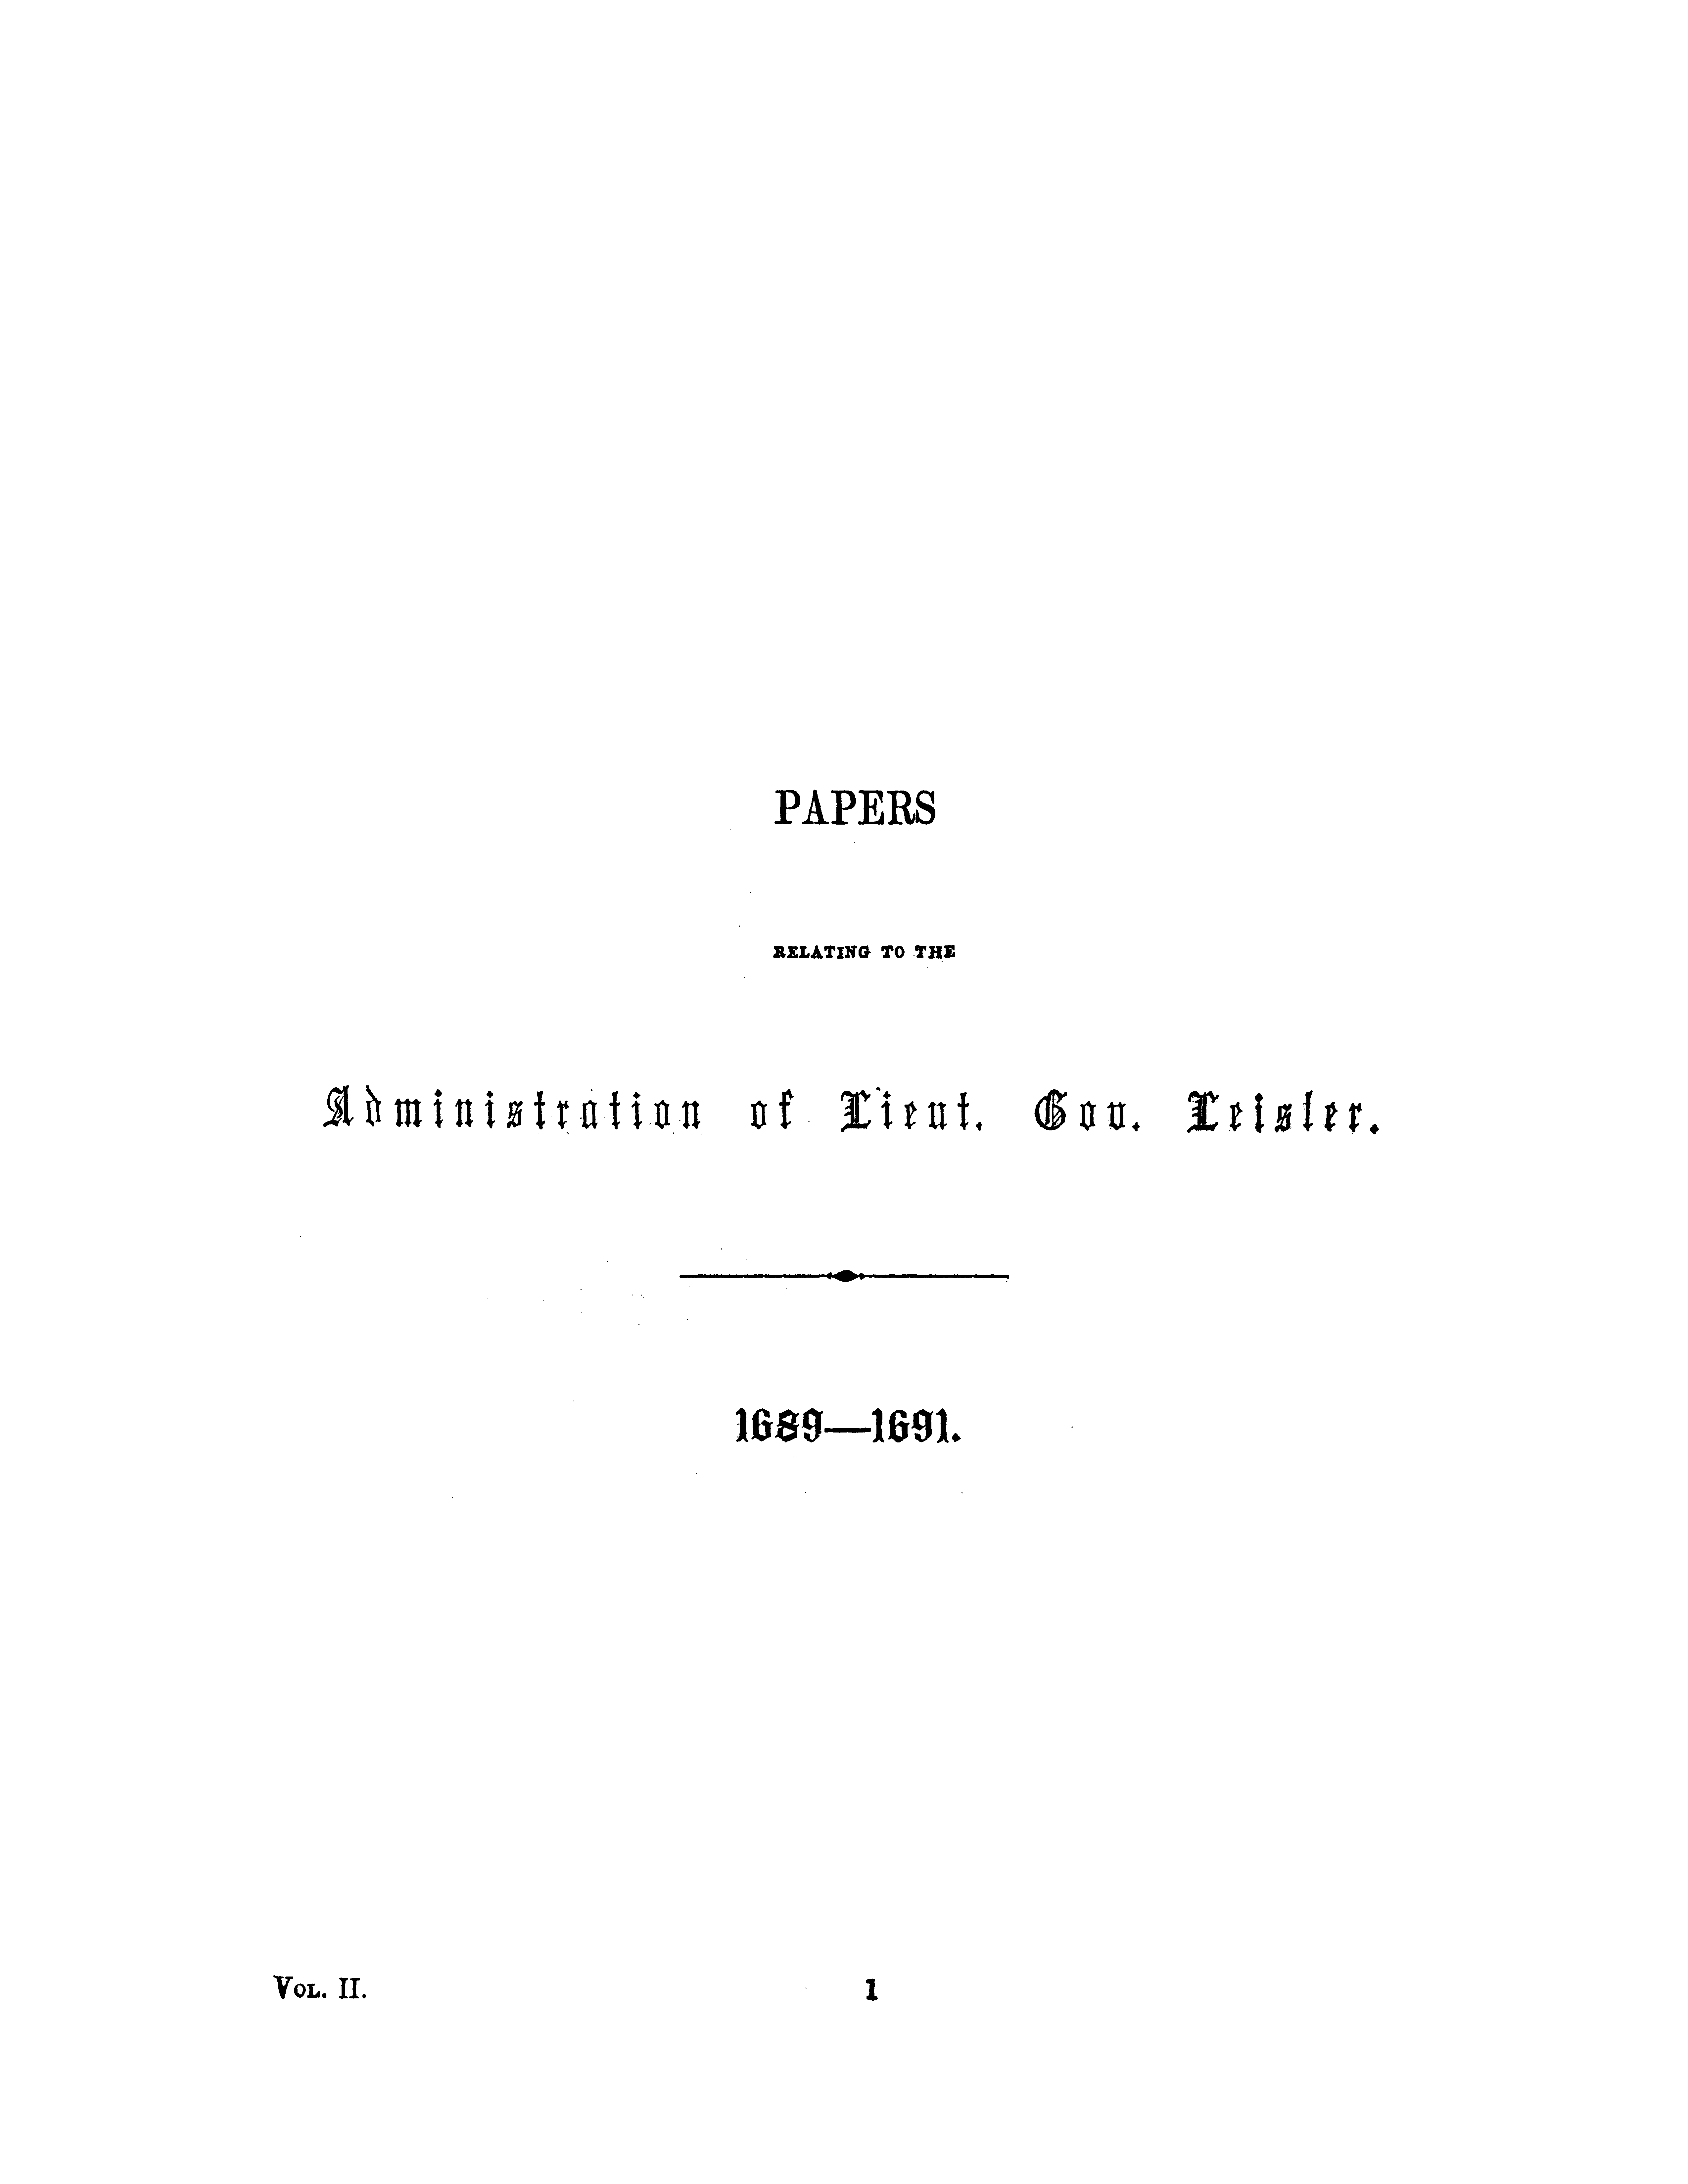 PAPERS
RELATING TO THE
Administration of Lieut. Gov. Leisler.
1689—1691.
VOL. II. 1